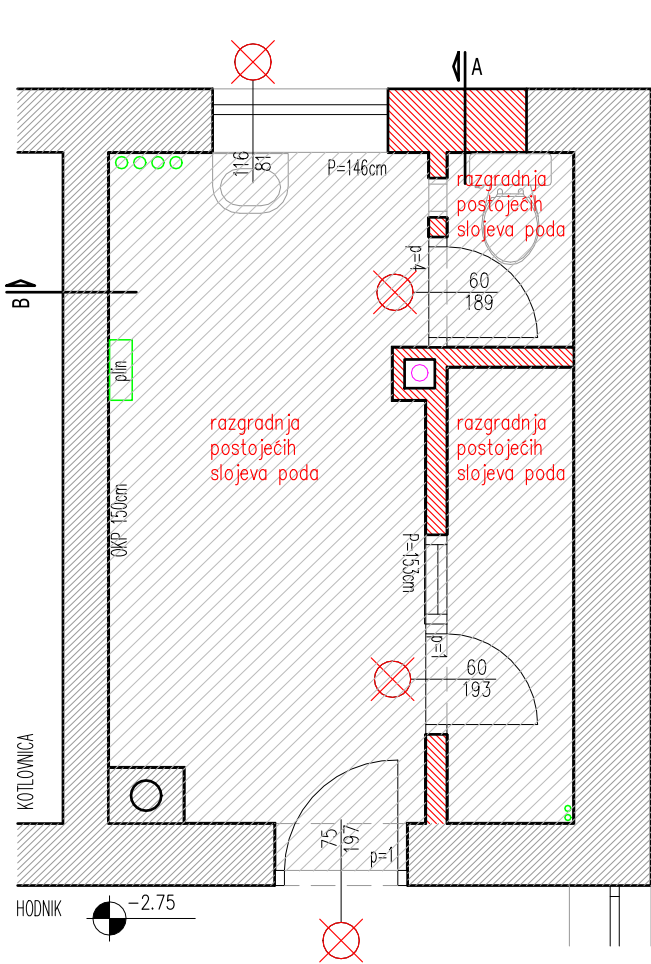 A
116
81
P=146cm
razgradnja
postojećih
slojeva poda
p=4
60
189
B
plin
razgradnja
postojećih
slojeva poda
razgradnja
postojećih
slojeva poda
OKP 150cm
P=153cm
p=1
60
193
KOTLOVNICA
75
197
p=1
HODNIK
-2.75